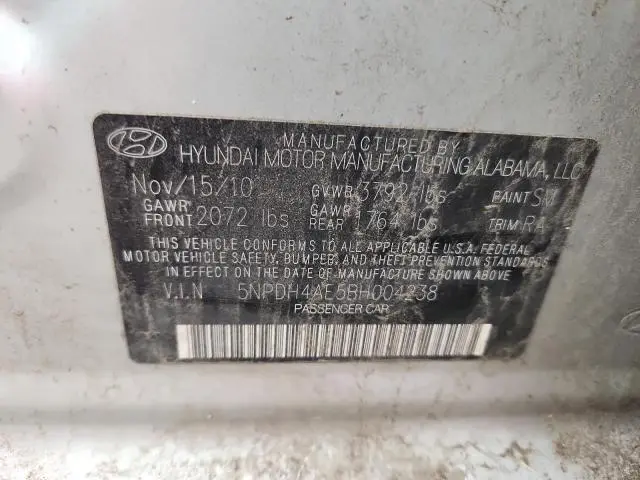 MANUFACTURED BY
HYUNDAI MOTOR MANUFACTURING ALABAMA, LLC
Nov/15/10 GVWR 3792 lbs PAINT
GAWR FRONT 2072 lbs GAWR REAR 1764 lbs TRIM RA
THIS VEHICLE CONFORMS TO ALL APPLICABLE U.S.A. FEDERAL
MOTOR VEHICLE SAFETY, BUMPER, AND THEFT PREVENTION STANDARDS
IN EFFECT ON THE DATE OF MANUFACTURE SHOWN ABOVE
V.I.N 5NPDH4AE5BH004238
PASSENGER CAR